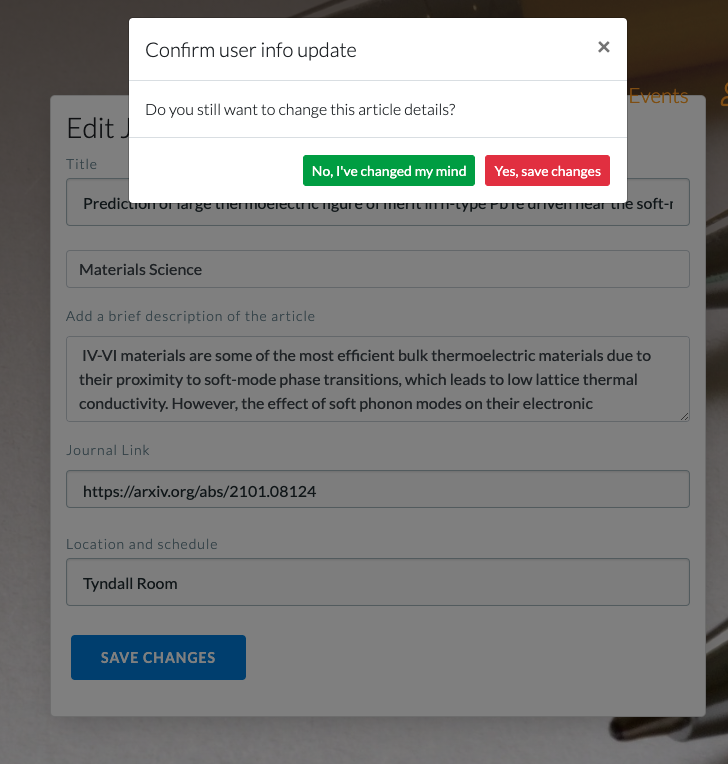 Confirm user info update
×
Do you still want to change this article details?
No, I've changed my mind
Yes, save changes
Events
Edit J
Title
Prediction of large thermoelectric figure of merit in n-type PbTe driven near the soft-
Materials Science
Add a brief description of the article
IV-VI materials are some of the most efficient bulk thermoelectric materials due to
their proximity to soft-mode phase transitions, which leads to low lattice thermal
conductivity. However, the effect of soft phonon modes on their electronic
Journal Link
https://arxiv.org/abs/2101.08124
Location and schedule
Tyndall Room
SAVE CHANGES